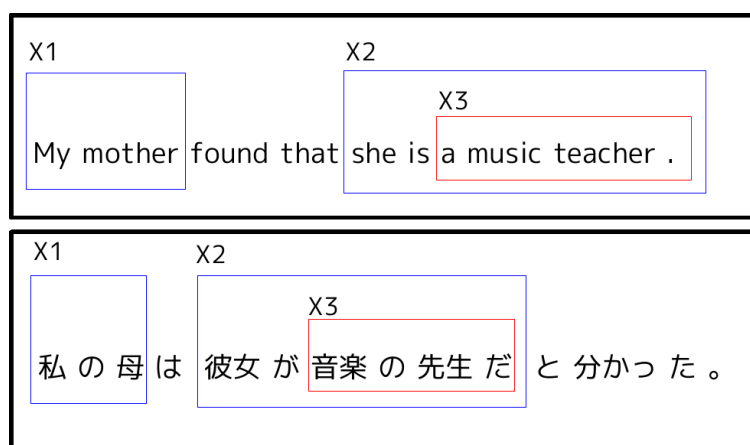 X1 X2
X3
My mother found that she is a music teacher .
X1 X2
X3
私 の 母 は 彼女 が 音楽 の 先生 だ と 分かっ た 。